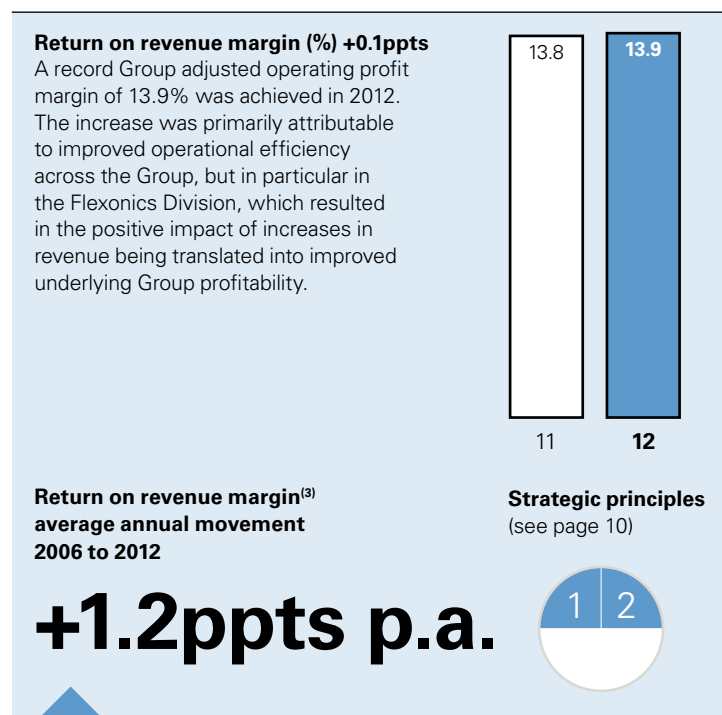 Return on revenue margin (%) +0.1ppts
A record Group adjusted operating profit
margin of 13.9% was achieved in 2012.
The increase was primarily attributable
to improved operational efficiency
across the Group, but in particular in
the Flexonics Division, which resulted
in the positive impact of increases in
revenue being translated into improved
underlying Group profitability.
13.8
13.9
11
12
Return on revenue margin(3)
average annual movement
2006 to 2012
+1.2ppts p.a.
Strategic principles
(see page 10)
1
2